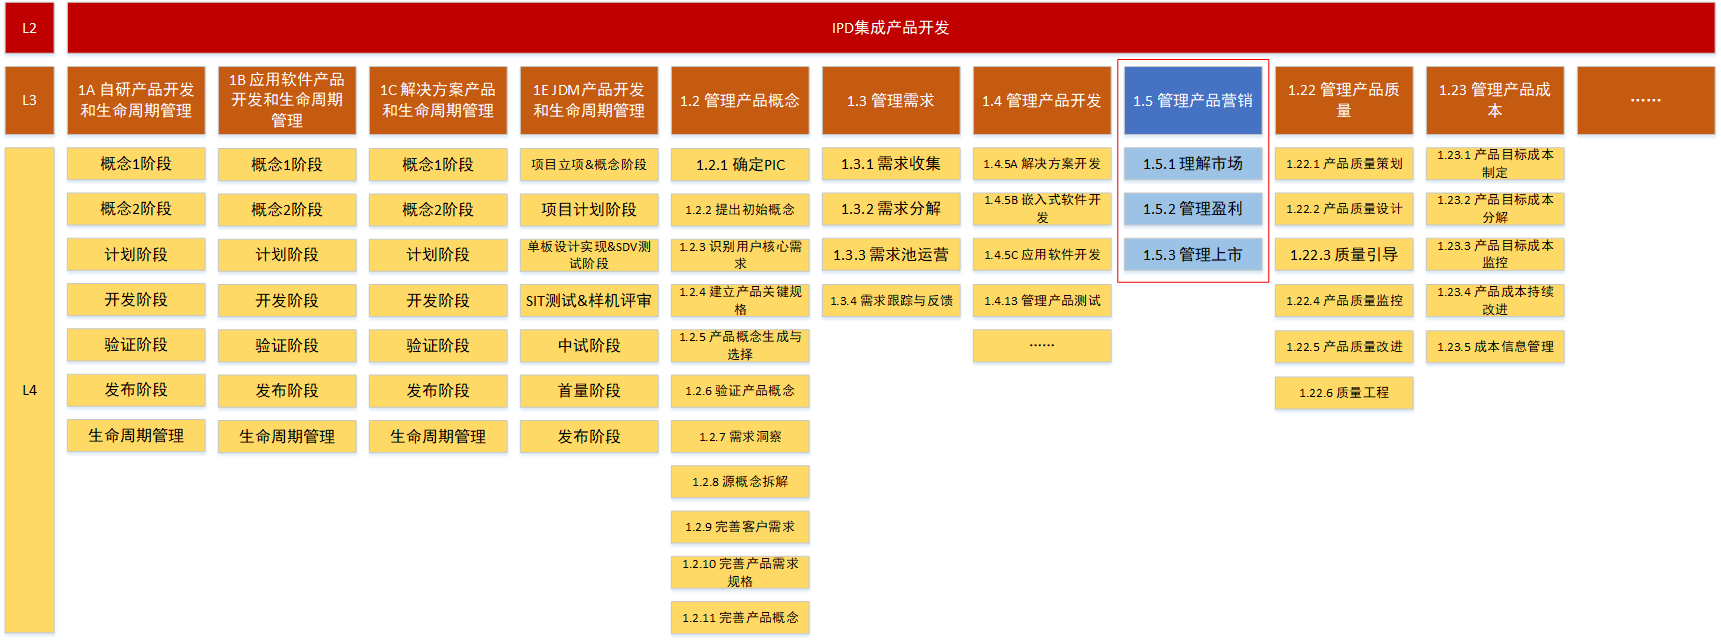 L2
IPD集成产品开发
L3
1A 自研产品开发
和生命周期管理
1B 应用软件产品
开发和生命周期
管理
1C 解决方案产品
和生命周期管理
1E JDM产品开发
和生命周期管理
1.2 管理产品概念
1.3 管理需求
1.4 管理产品开发
1.5 管理产品营销
1.22 管理产品质
量
1.23 管理产品成
本
……
L4
概念1阶段
概念2阶段
计划阶段
开发阶段
验证阶段
发布阶段
生命周期管理
概念1阶段
概念2阶段
计划阶段
开发阶段
验证阶段
发布阶段
生命周期管理
概念1阶段
概念2阶段
计划阶段
开发阶段
验证阶段
发布阶段
生命周期管理
项目立项&概念阶段
项目计划阶段
单板设计实现&SDV测
试阶段
SIT测试&样机评审
中试阶段
首量阶段
发布阶段
1.2.1 确定PIC
1.2.2 提出初始概念
1.2.3 识别用户核心需
求
1.2.4 建立产品关键规
格
1.2.5 产品概念生成与
选择
1.2.6 验证产品概念
1.2.7 需求洞察
1.2.8 源概念拆解
1.2.9 完善客户需求
1.2.10 完善产品需求
规格
1.2.11 完善产品概念
1.3.1 需求收集
1.3.2 需求分解
1.3.3 需求池运营
1.3.4 需求跟踪与反馈
1.4.5A 解决方案开发
1.4.5B 嵌入式软件开
发
1.4.5C 应用软件开发
1.4.13 管理产品测试
……
1.5.1 理解市场
1.5.2 管理盈利
1.5.3 管理上市
1.22.1 产品质量策划
1.22.2 产品质量设计
1.22.3 质量引导
1.22.4 产品质量监控
1.22.5 产品质量改进
1.22.6 质量工程
1.23.1 产品目标成本
制定
1.23.2 产品目标成本
分解
1.23.3 产品目标成本
监控
1.23.4 产品成本持续
改进
1.23.5 成本信息管理